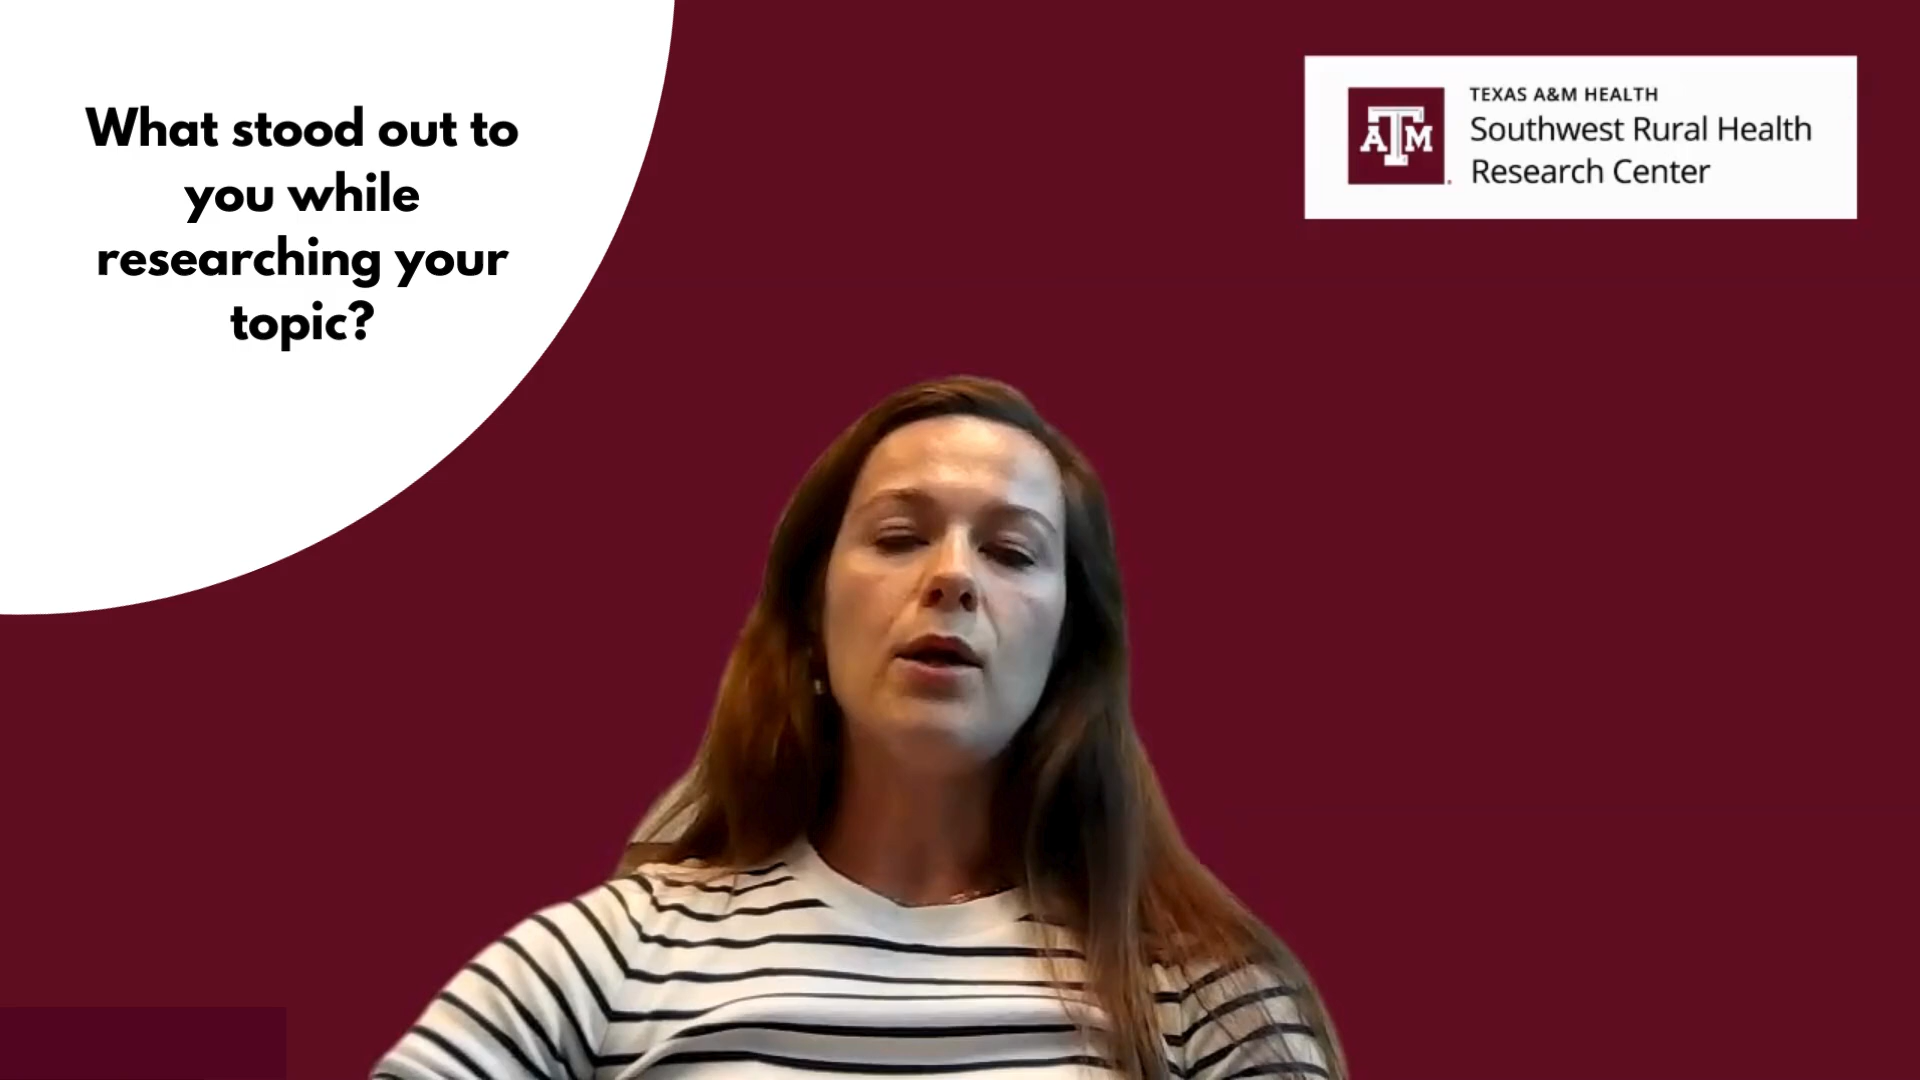 What stood out to
you while
researching your
topic?
TEXAS A&M HEALTH
Southwest Rural Health
Research Center
ATM